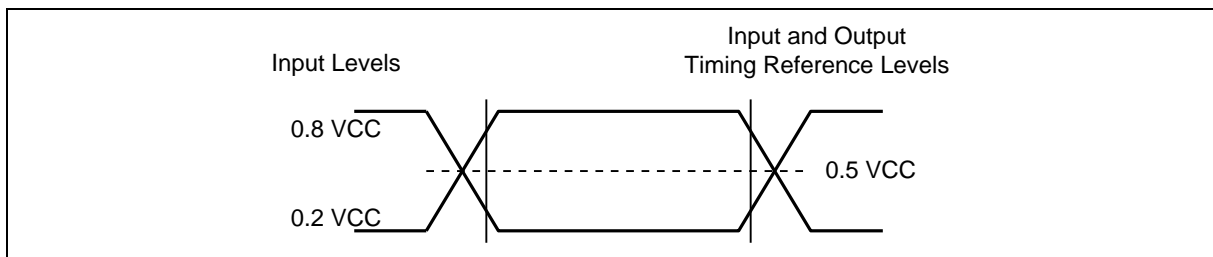 Input and Output
Input Levels
Timing Reference Levels
0.8 VCC
0.5 VCC
0.2 VCC